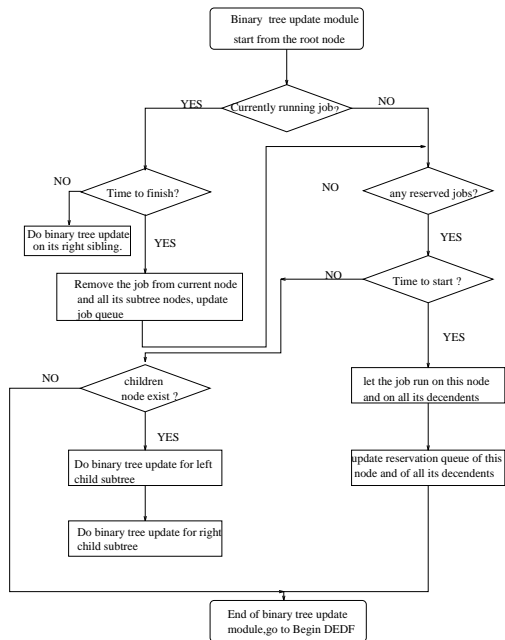 Binary tree update module
start from the root node
YES
Currently running job?
NO
NO
Time to finish?
NO
any reserved jobs?
Do binary tree update
on its right sibling.
YES
YES
Remove the job from current node
and all its subtree nodes, update
job queue
NO
Time to start ?
YES
NO
children
node exist ?
let the job run on this node
and on all its decendents
YES
Do binary tree update for left
child subtree
update reservation queue of this
node and of all its decendents
Do binary tree update for right
child subtree
End of binary tree update
module,go to Begin DEDF